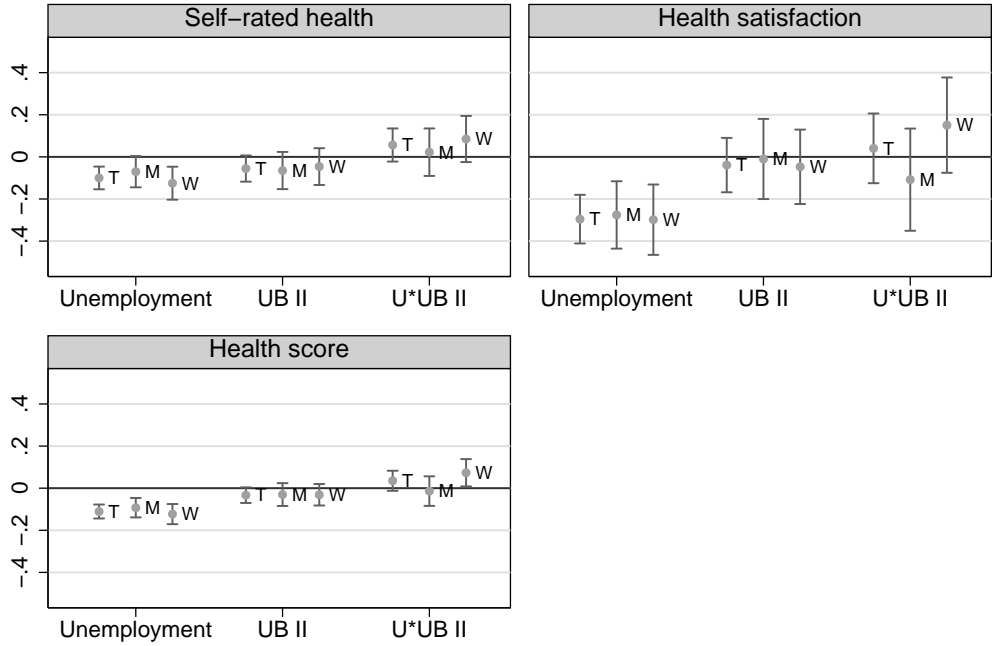 Self−rated health
Health satisfaction
.4
.2
0
−.2
−.4
T M W T M W T M W
T M W T M W T M W
Unemployment UB II U*UB II
Unemployment UB II U*UB II
Health score
.4
.2
0
−.2
−.4
T M W T M W T M W
Unemployment UB II U*UB II